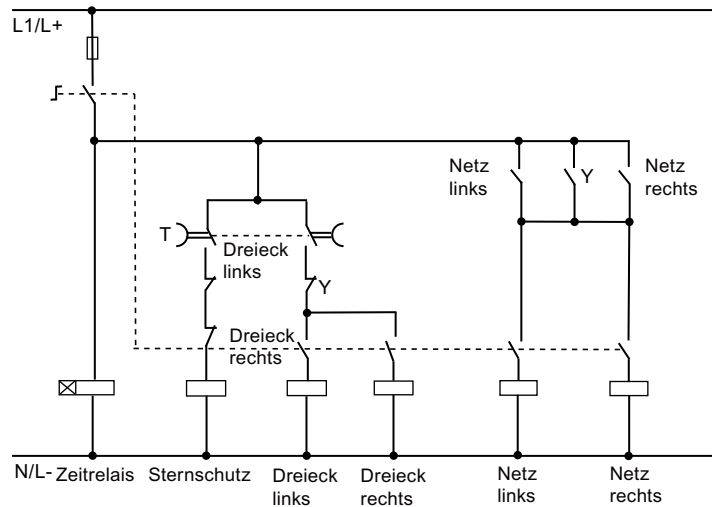 L1/L+
Netz
links
Y
Netz
rechts
T
Dreieck
links
Y
Dreieck
rechts
N/L-
Zeitrelais
Sternschutz
Dreieck
links
Dreieck
rechts
Netz
links
Netz
rechts